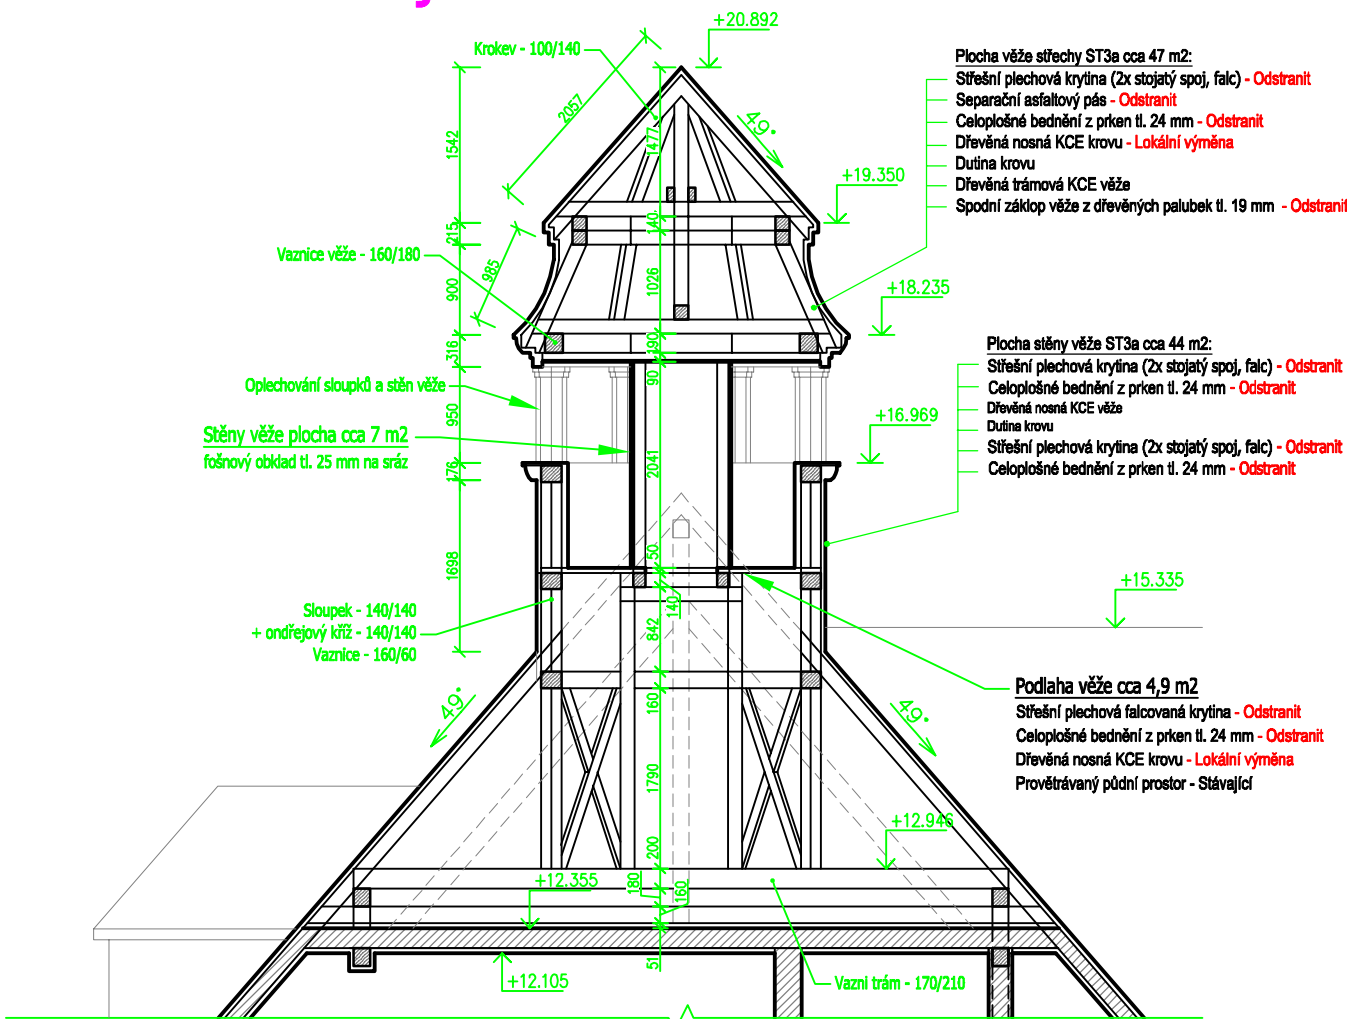 +20.892
Krokev - 100/140
2057
1542
1477
49°
Plocha věže střechy ST3a cca 47 m2:
Střešní plechová krytina (2x stojatý spoj, falc) - Odstranit
Separační asfaltový pás - Odstranit
Celoplošné bednění z prken tl. 24 mm - Odstranit
Dřevěná nosná KCE krovu - Lokální výměna
Dutina krovu
Dřevěná trámová KCE věže
Spodní záklop věže z dřevěných palubek tl. 19 mm - Odstranit
+19.350
215
140
Vaznice věže - 160/180
985
900
1026
+18.235
316
190
90
Plocha stěny věže ST3a cca 44 m2:
Střešní plechová krytina (2x stojatý spoj, falc) - Odstranit
Celoplošné bednění z prken tl. 24 mm - Odstranit
Dřevěná nosná KCE věže
Dutina krovu
Střešní plechová krytina (2x stojatý spoj, falc) - Odstranit
Celoplošné bednění z prken tl. 24 mm - Odstranit
Oplechování sloupků a stěn věže
950
+16.969
Stěny věže plocha cca 7 m2
fošnový obklad tl. 25 mm na sráz
176
2041
1698
50
+15.335
Sloupek - 140/140
+ ondřejový kříž - 140/140
Vaznice - 160/60
140
842
160
49°
49°
Podlaha věže cca 4,9 m2
Střešní plechová falcovaná krytina - Odstranit
Celoplošné bednění z prken tl. 24 mm - Odstranit
Dřevěná nosná KCE krovu - Lokální výměna
Provětrávaný půdní prostor - Stávající
1790
+12.946
200
+12.355
180
160
51
+12.105
Vazní trám - 170/210